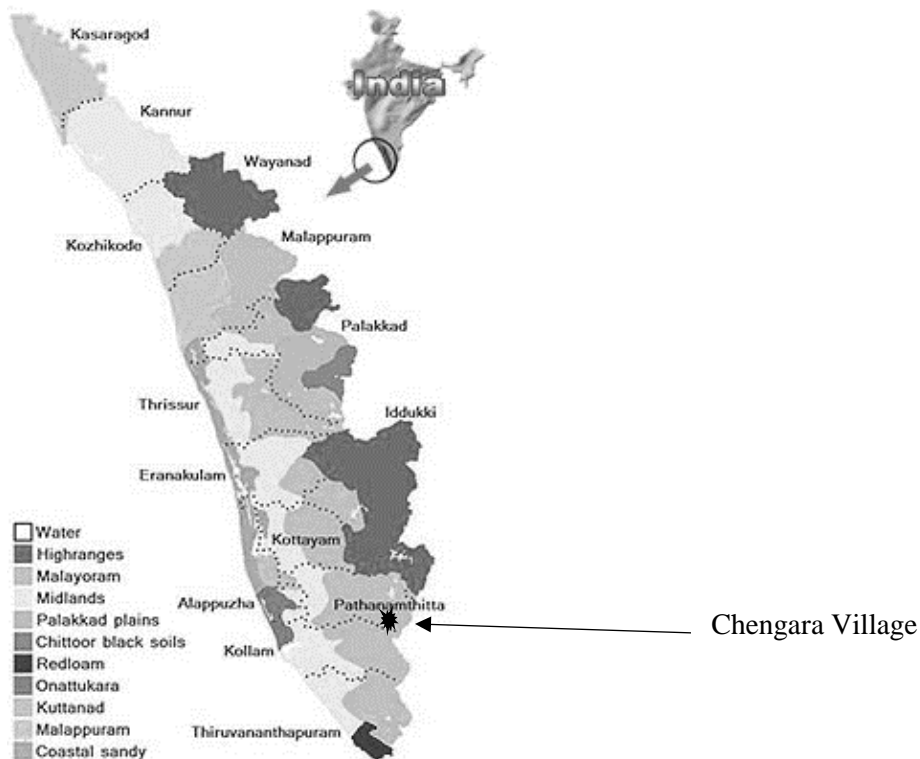 Kasaragod
India
Kannur
Wayanad
Kozhikode
Malappuram
Palakkad
Thrissur
Iddukki
Eranakulam
Kottayam
Water
Highranges
Malayoram
Midlands
Palakkad plains
Chittoor black soils
Redloam
Onattukara
Kuttanad
Malappuram
Coastal sandy
Alappuzha
Pathanamthitta
Chengara Village
Kollam
Thiruvananthapuram